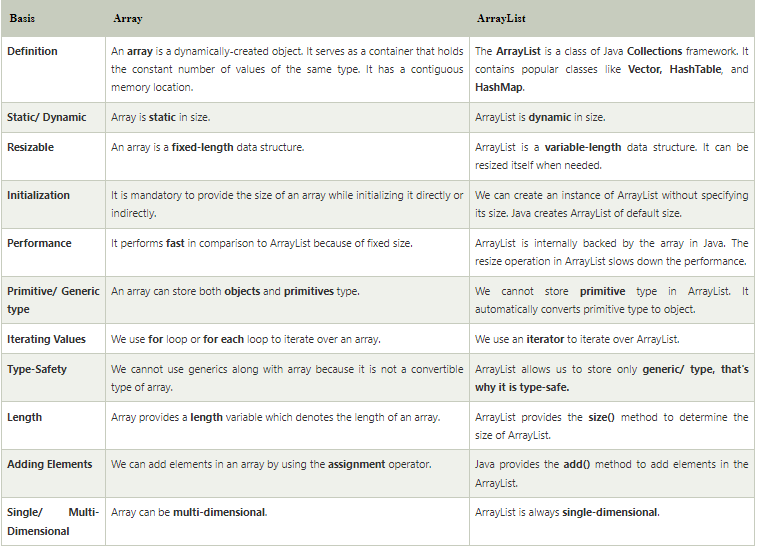 Basis Array ArrayList
Definition An array is a dynamically-created object. It serves as a container that holds
the constant number of values of the same type. It has a contiguous
memory location.
The ArrayList is a class of Java Collections framework. It
contains popular classes like Vector, HashTable, and
HashMap.
Static/ Dynamic Array is static in size. ArrayList is dynamic in size.
Resizable An array is a fixed-length data structure.
ArrayList is a variable-length data structure. It can be
resized itself when needed.
Initialization It is mandatory to provide the size of an array while initializing it directly or
indirectly.
We can create an instance of ArrayList without specifying
its size. Java creates ArrayList of default size.
Performance It performs fast in comparison to ArrayList because of fixed size.
ArrayList is internally backed by the array in Java. The
resize operation in ArrayList slows down the performance.
Primitive/ Generic
type
An array can store both objects and primitives type.
We cannot store primitive type in ArrayList. It
automatically converts primitive type to object.
Iterating Values We use for loop or for each loop to iterate over an array. We use an iterator to iterate over ArrayList.
Type-Safety We cannot use generics along with array because it is not a convertible
type of array.
ArrayList allows us to store only generic/ type, that's
why it is type-safe.
Length Array provides a length variable which denotes the length of an array.
ArrayList provides the size() method to determine the
size of ArrayList.
Adding Elements We can add elements in an array by using the assignment operator.
Java provides the add() method to add elements in the
ArrayList.
Single/ Multi-
Dimensional
Array can be multi-dimensional. ArrayList is always single-dimensional.